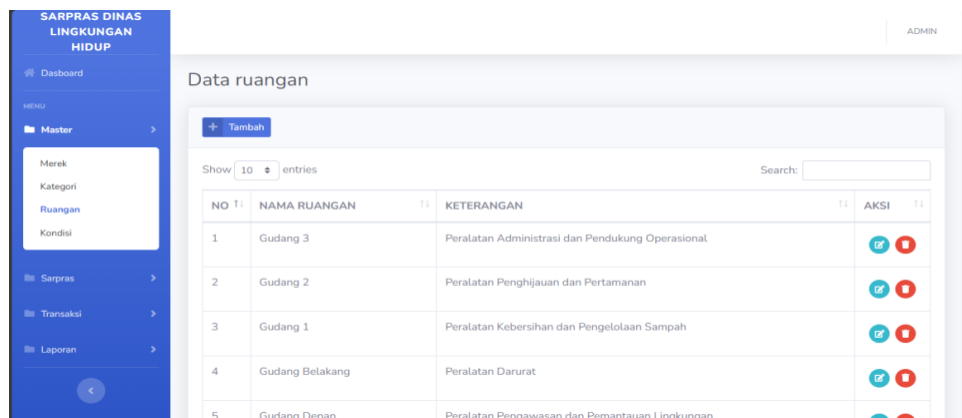 SARPRAS DINAS
LINGKUNGAN
HIDUP
ADMIN
Dasboard
MENU
Master
Merek
Kategori
Ruangan
Kondisi
Sarpras
Transaksi
Laporan
Data ruangan
+ Tambah
Show 10 entries
Search:
NO NAMA RUANGAN KETERANGAN AKSI
1 Gudang 3 Peralatan Administrasi dan Pendukung Operasional
2 Gudang 2 Peralatan Penghijauan dan Pertamanan
3 Gudang 1 Peralatan Kebersihan dan Pengelolaan Sampah
4 Gudang Belakang Peralatan Darurat
5 Gudang Depan Peralatan Pengawasan dan Pemantauan Lingkungan